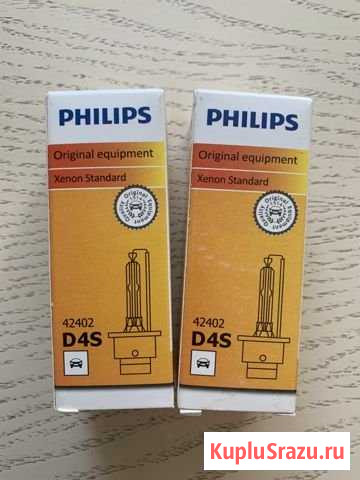 PHILIPS
Original equipment
Xenon Standard
42402
D4S
PHILIPS
Original equipment
Xenon Standard
42402
D4S
KupluSrazu.ru